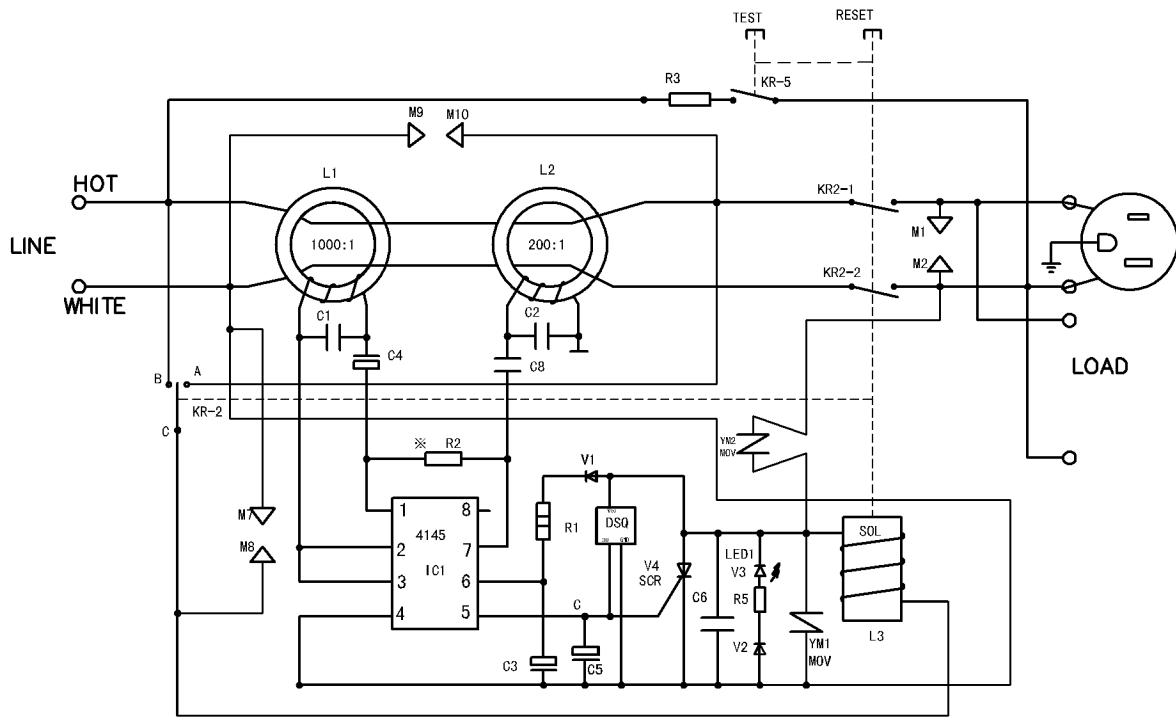 TEST RESET
R3 KR-5
M9 M10
L1 L2
HOT
KR2-1
1000:1 200:1
M1
LINE
M2
KR2-2
WHITE
C1 C2
C4 C8
LOAD
B A
KR-2
C
YM2
MOV
※ R2
V1
M7 1 8
4145 R1 DSQ SOL
M8 2 7 LED1
IC1 V4 V3
3 6 SCR
C6 R5
4 5 C
L3
YM1
V2
MOV
C3 C5